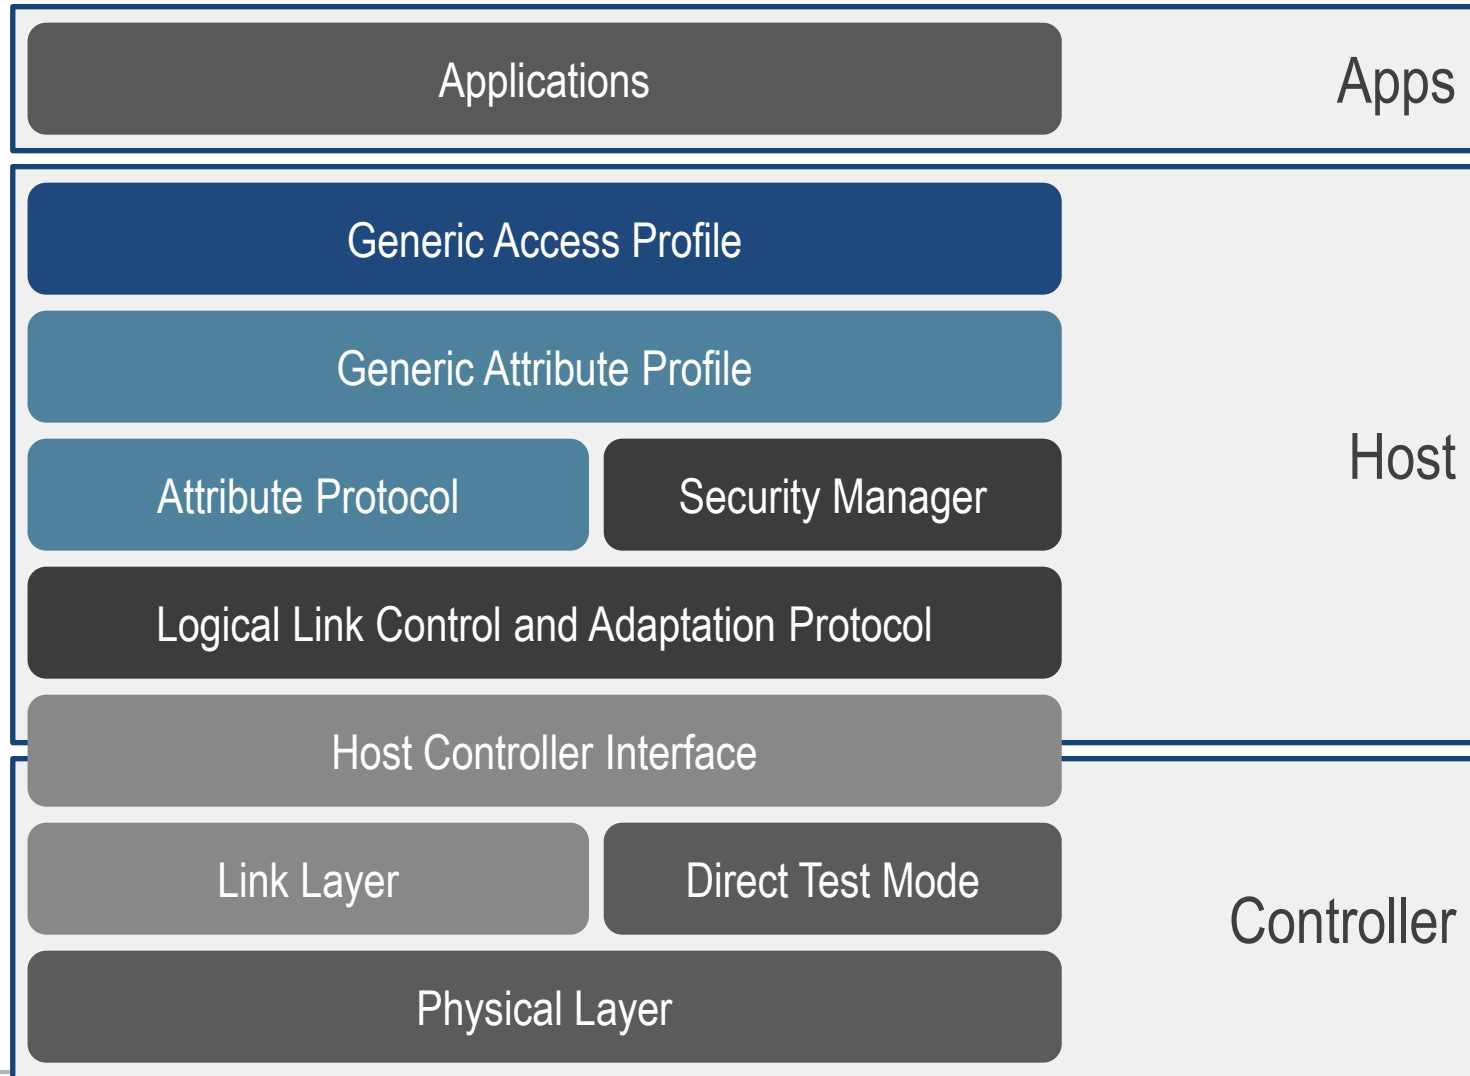 Applications
Apps
Generic Access Profile
Generic Attribute Profile
Attribute Protocol
Security Manager
Host
Logical Link Control and Adaptation Protocol
Host Controller Interface
Link Layer
Direct Test Mode
Controller
Physical Layer